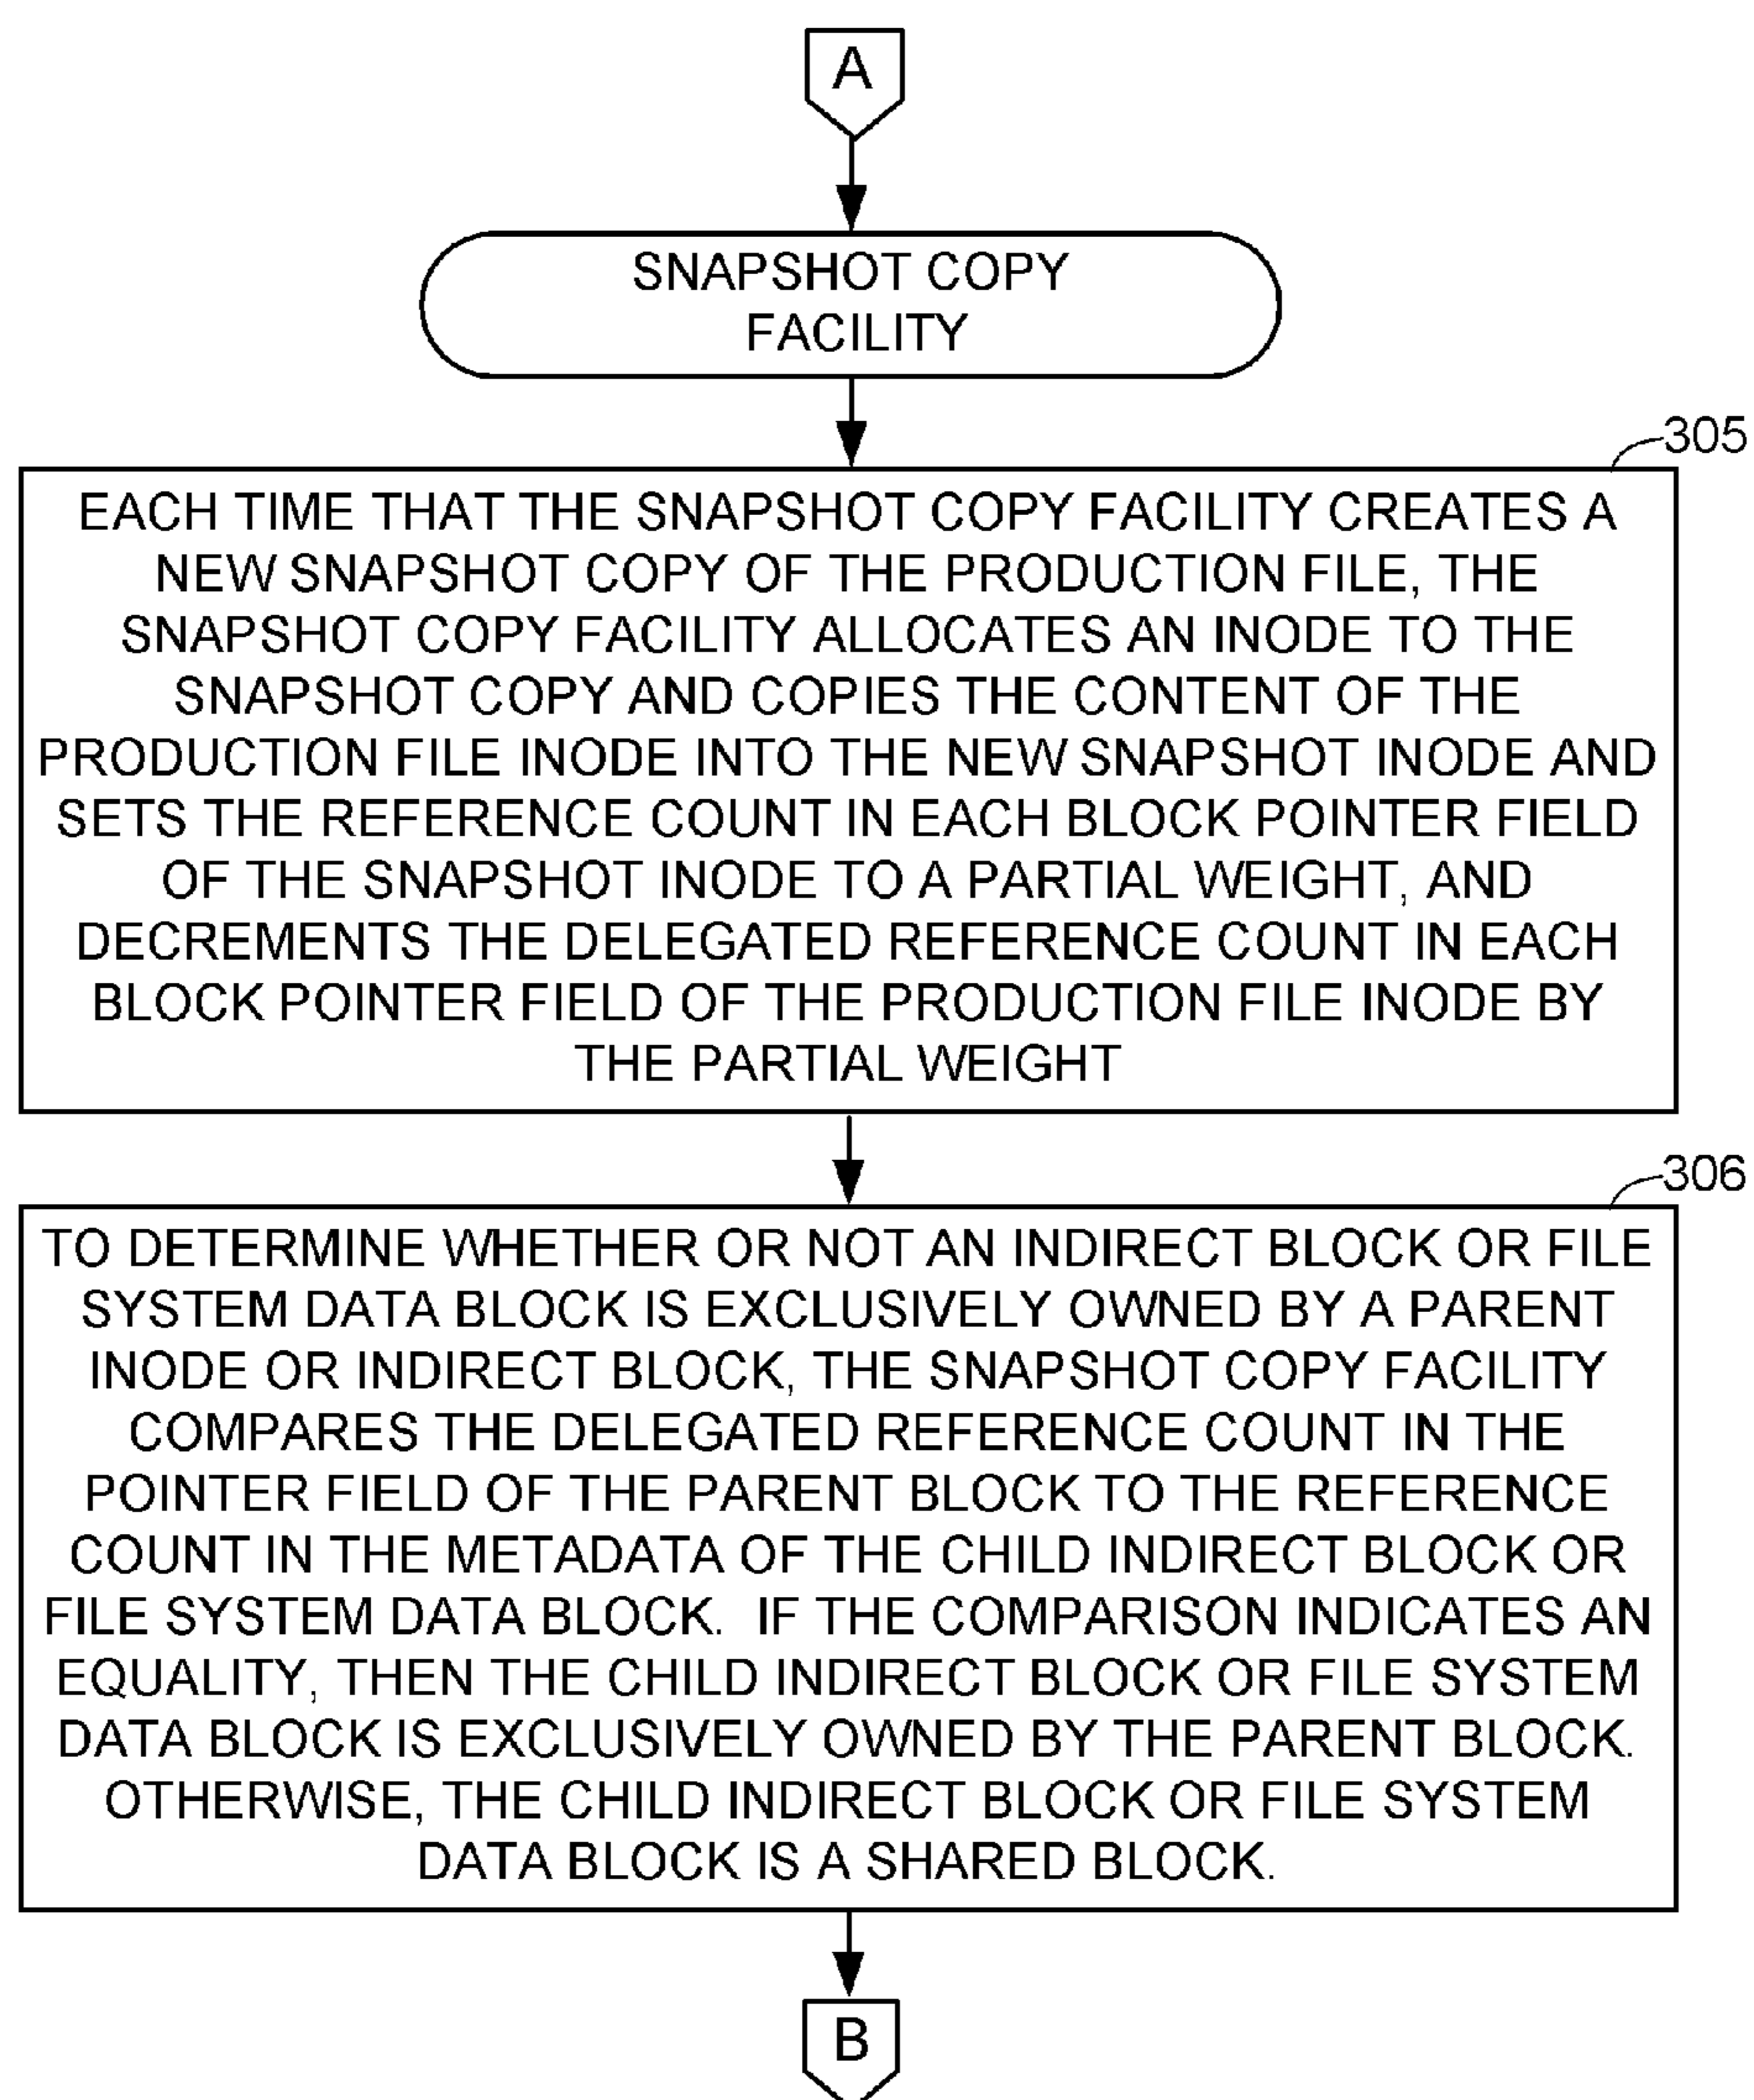 A
SNAPSHOT COPY
FACILITY
305
EACH TIME THAT THE SNAPSHOT COPY FACILITY CREATES A
NEW SNAPSHOT COPY OF THE PRODUCTION FILE, THE
SNAPSHOT COPY FACILITY ALLOCATES AN INODE TO THE
SNAPSHOT COPY AND COPIES THE CONTENT OF THE
PRODUCTION FILE INODE INTO THE NEW SNAPSHOT INODE AND
SETS THE REFERENCE COUNT IN EACH BLOCK POINTER FIELD
OF THE SNAPSHOT INODE TO A PARTIAL WEIGHT, AND
DECREMENTS THE DELEGATED REFERENCE COUNT IN EACH
BLOCK POINTER FIELD OF THE PRODUCTION FILE INODE BY
THE PARTIAL WEIGHT
306
TO DETERMINE WHETHER OR NOT AN INDIRECT BLOCK OR FILE
SYSTEM DATA BLOCK IS EXCLUSIVELY OWNED BY A PARENT
INODE OR INDIRECT BLOCK, THE SNAPSHOT COPY FACILITY
COMPARES THE DELEGATED REFERENCE COUNT IN THE
POINTER FIELD OF THE PARENT BLOCK TO THE REFERENCE
COUNT IN THE METADATA OF THE CHILD INDIRECT BLOCK OR
FILE SYSTEM DATA BLOCK.  IF THE COMPARISON INDICATES AN
EQUALITY, THEN THE CHILD INDIRECT BLOCK OR FILE SYSTEM
DATA BLOCK IS EXCLUSIVELY OWNED BY THE PARENT BLOCK.
OTHERWISE, THE CHILD INDIRECT BLOCK OR FILE SYSTEM
DATA BLOCK IS A SHARED BLOCK.
B